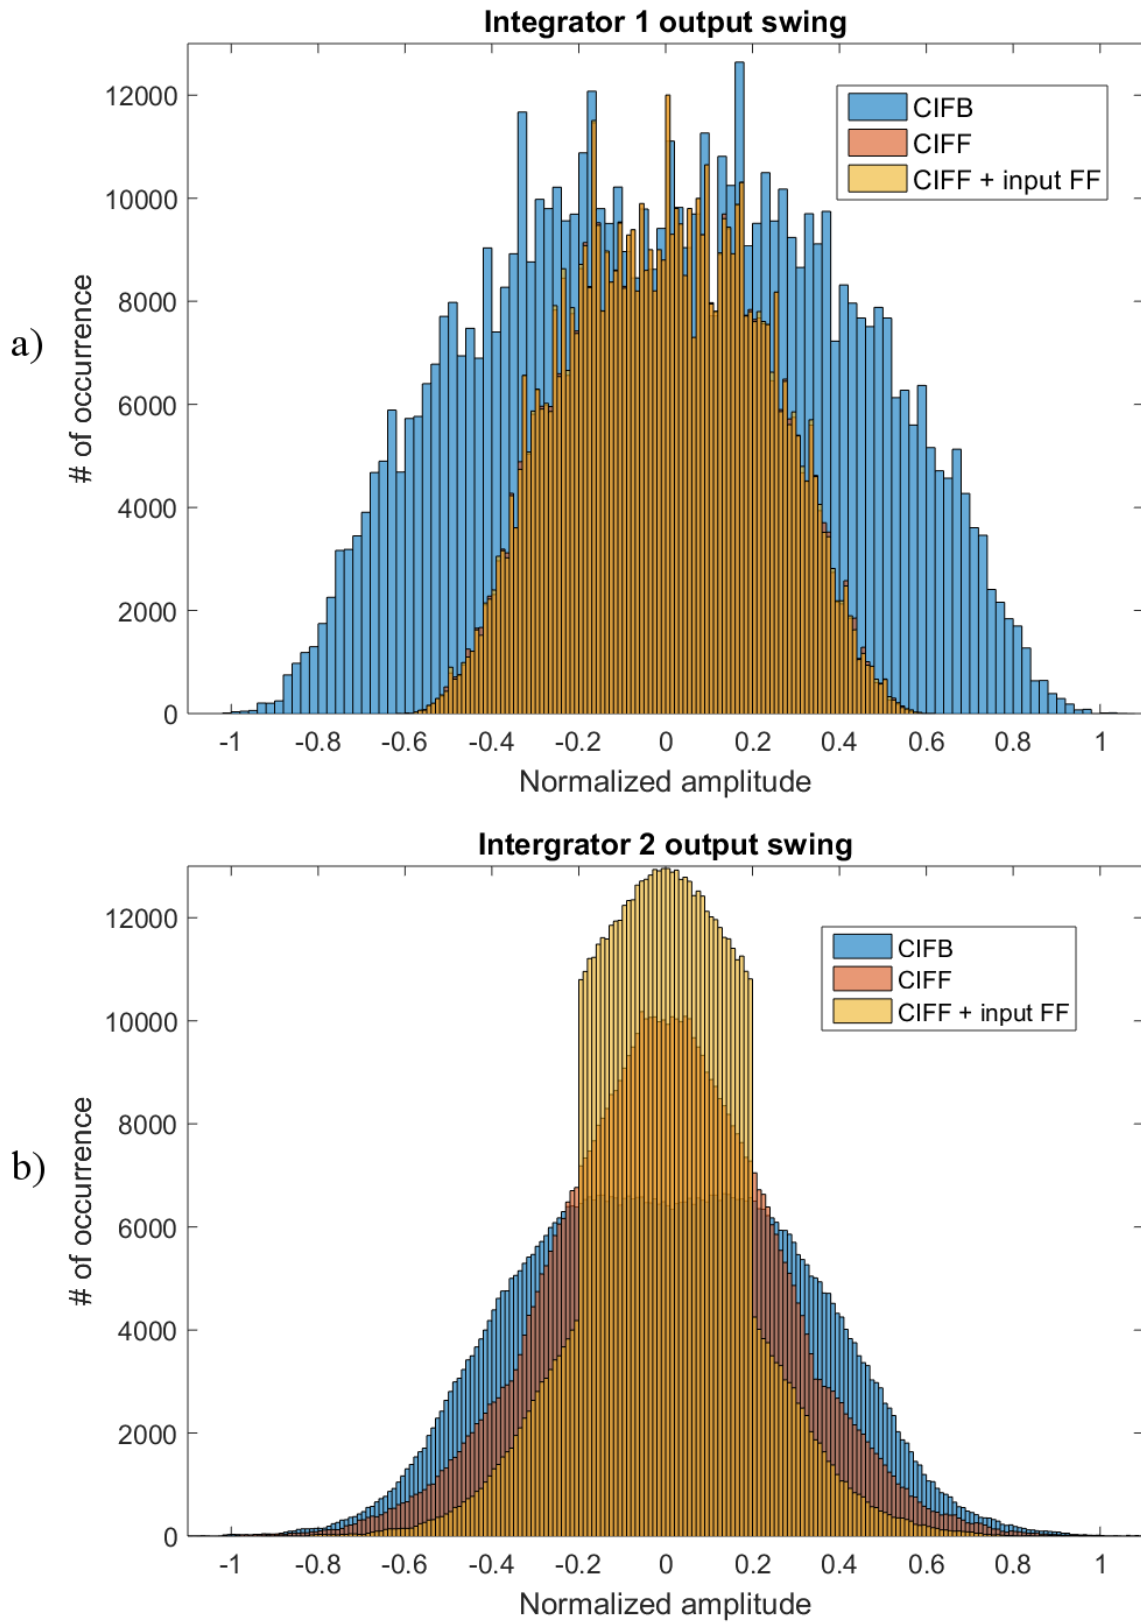 Integrator 1 output swing
12000
10000
8000
6000
4000
2000
0
# of occurrence
a)
CIFB
CIFF
CIFF + input FF
-1 -0.8 -0.6 -0.4 -0.2 0 0.2 0.4 0.6 0.8 1
Normalized amplitude
Intergrator 2 output swing
12000
10000
8000
6000
4000
2000
0
# of occurrence
b)
CIFB
CIFF
CIFF + input FF
-1 -0.8 -0.6 -0.4 -0.2 0 0.2 0.4 0.6 0.8 1
Normalized amplitude